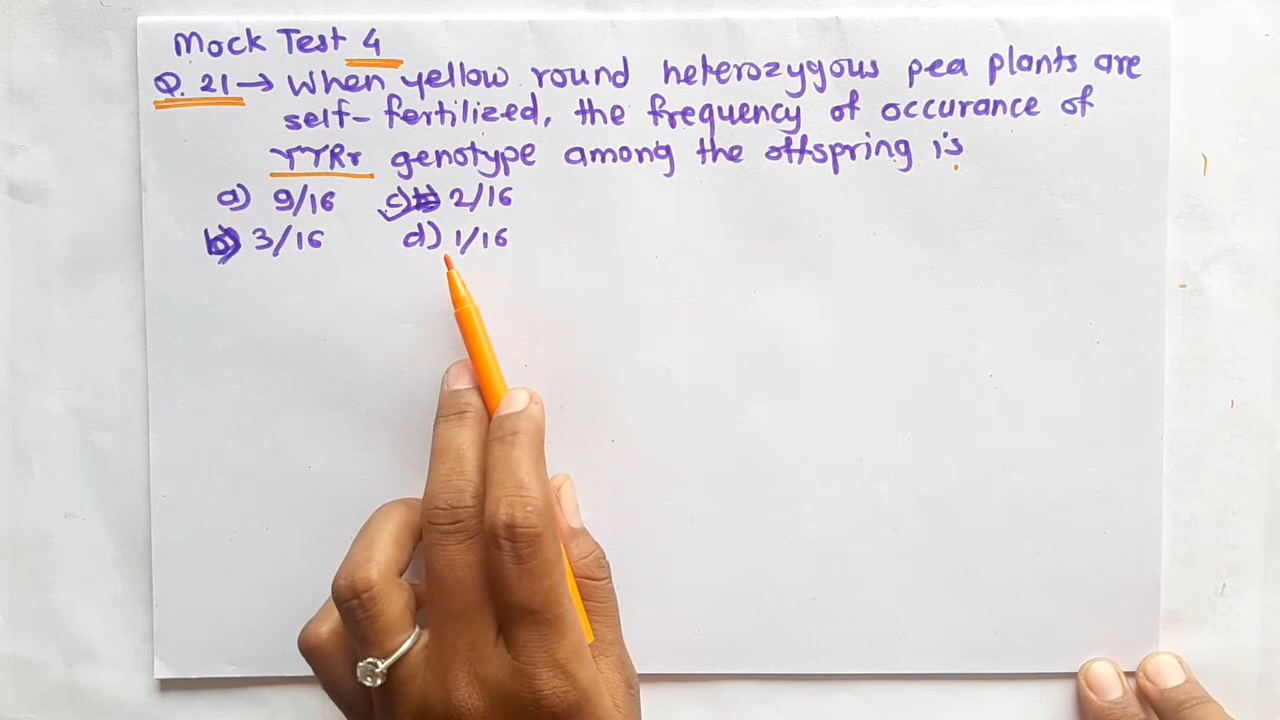 Mock Test 4
Q. 21→ When yellow round heterozygous pea plants are
self-fertilized, the frequency of occurance of
YYRr genotype among the offspring is.
a) 9/16 c) 2/16
b) 3/16 d) 1/16